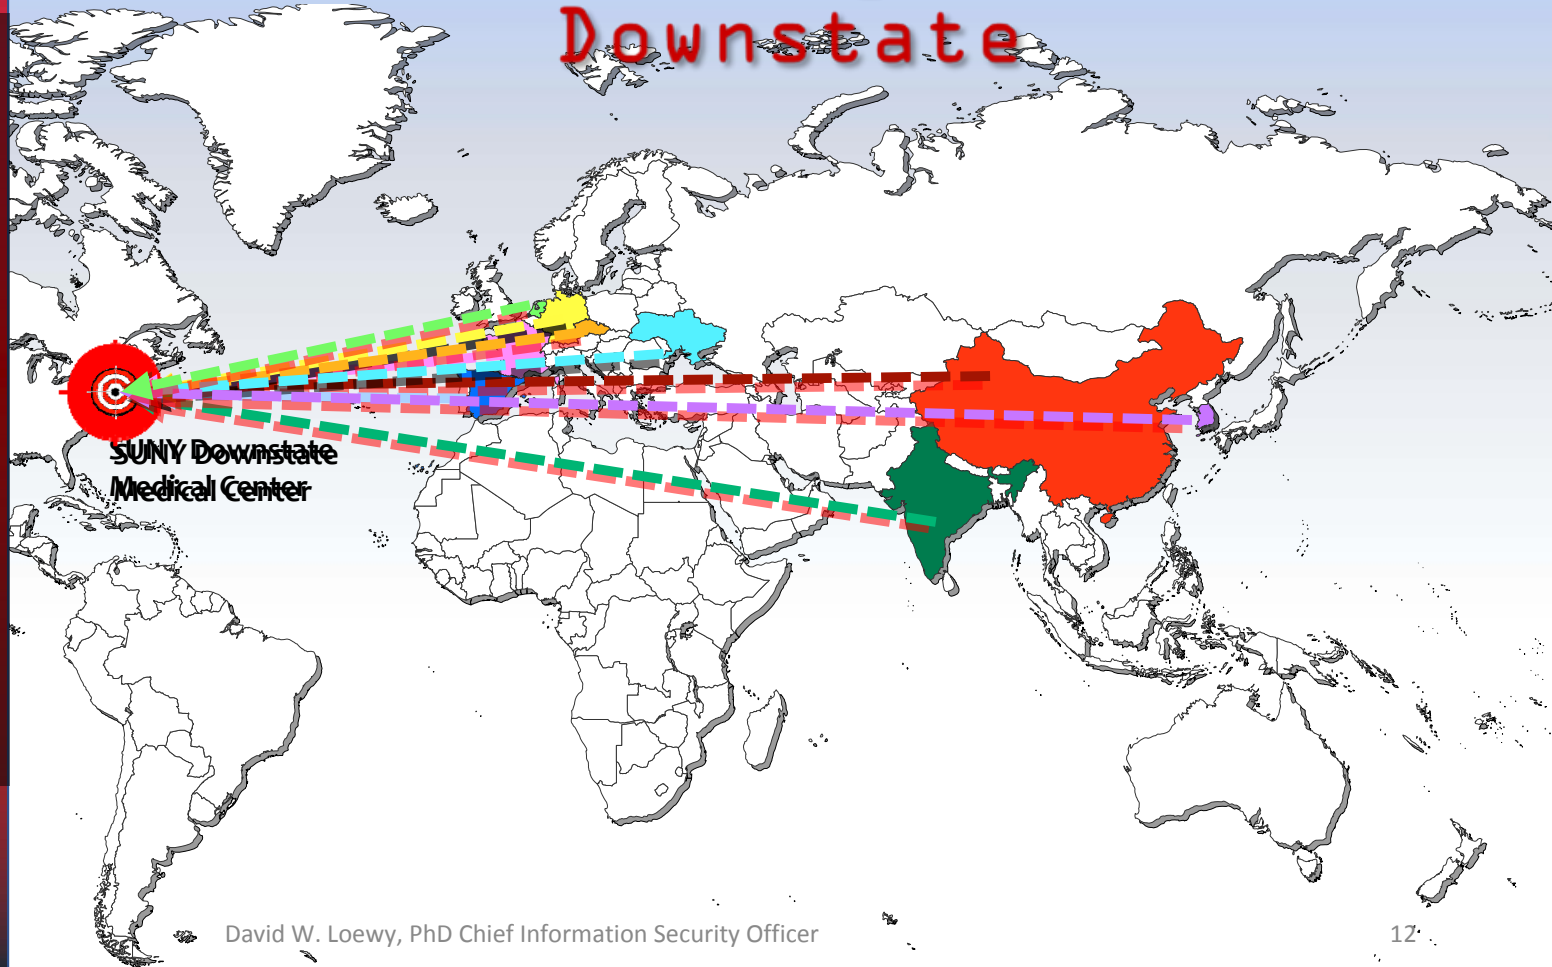 Downstate
SUNY Downstate
Medical Center
David W. Loewy, PhD Chief Information Security Officer
12